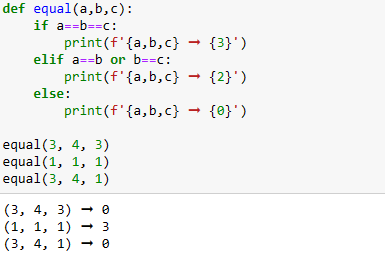 def equal(a,b,c):
    if a==b==c:
        print(f'{a,b,c} ➞ {3}')
    elif a==b or b==c:
        print(f'{a,b,c} ➞ {2}')
    else:
        print(f'{a,b,c} ➞ {0}')
equal(3, 4, 3)
equal(1, 1, 1)
equal(3, 4, 1)
(3, 4, 3) ➞ 0
(1, 1, 1) ➞ 3
(3, 4, 1) ➞ 0